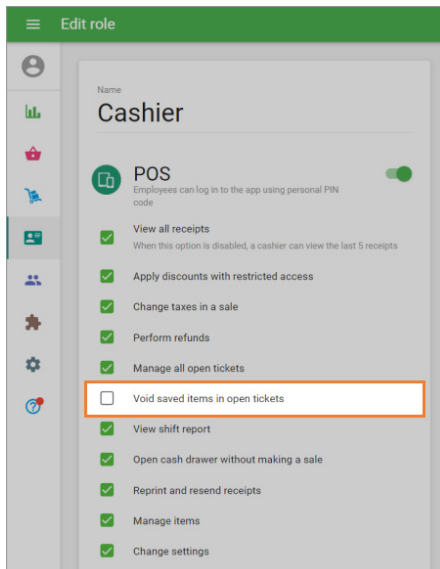 Edit role
Name
Cashier
POS
Employees can log in to the app using personal PIN
code
View all receipts
When this option is disabled, a cashier can view the last 5 receipts
Apply discounts with restricted access
Change taxes in a sale
Perform refunds
Manage all open tickets
Void saved items in open tickets
View shift report
Open cash drawer without making a sale
Reprint and resend receipts
Manage items
Change settings